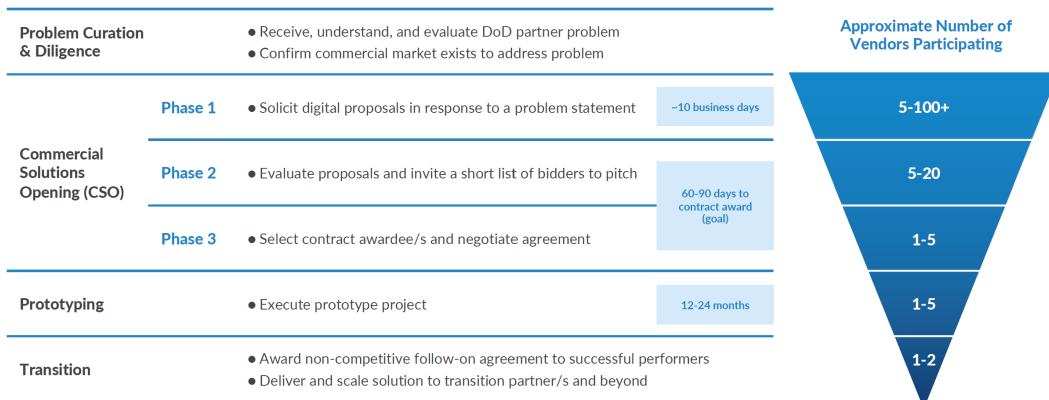 Problem Curation
& Diligence
● Receive, understand, and evaluate DoD partner problem
● Confirm commercial market exists to address problem
Approximate Number of
Vendors Participating
Commercial
Solutions
Opening (CSO)
Phase 1
● Solicit digital proposals in response to a problem statement
~10 business days
5-100+
Phase 2
● Evaluate proposals and invite a short list of bidders to pitch
60-90 days to
contract award
(goal)
5-20
Phase 3
● Select contract awardee/s and negotiate agreement
1-5
Prototyping
● Execute prototype project
12-24 months
1-5
Transition
● Award non-competitive follow-on agreement to successful performers
● Deliver and scale solution to transition partner/s and beyond
1-2